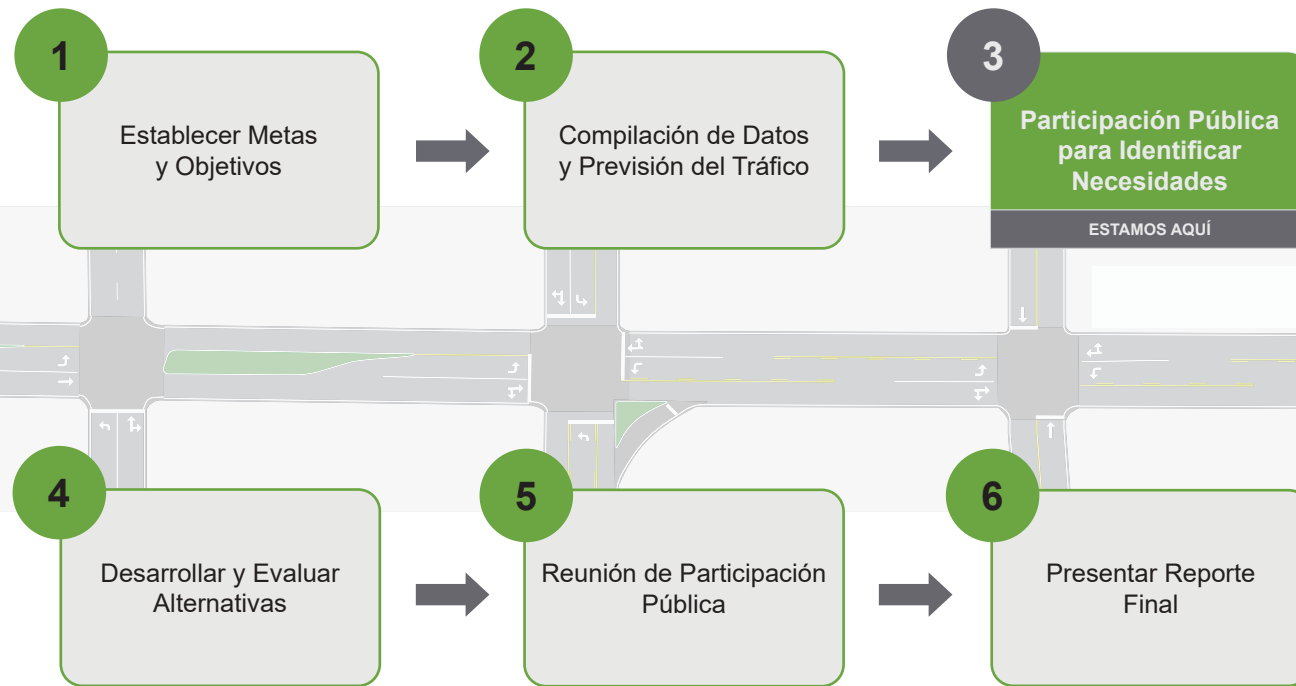 1
Establecer Metas
y Objetivos
2
Compilación de Datos
y Previsión del Tráfico
3
Participación Pública
para Identificar
Necesidades
ESTAMOS AQUÍ
4
Desarrollar y Evaluar
Alternativas
5
Reunión de Participación
Pública
6
Presentar Reporte
Final